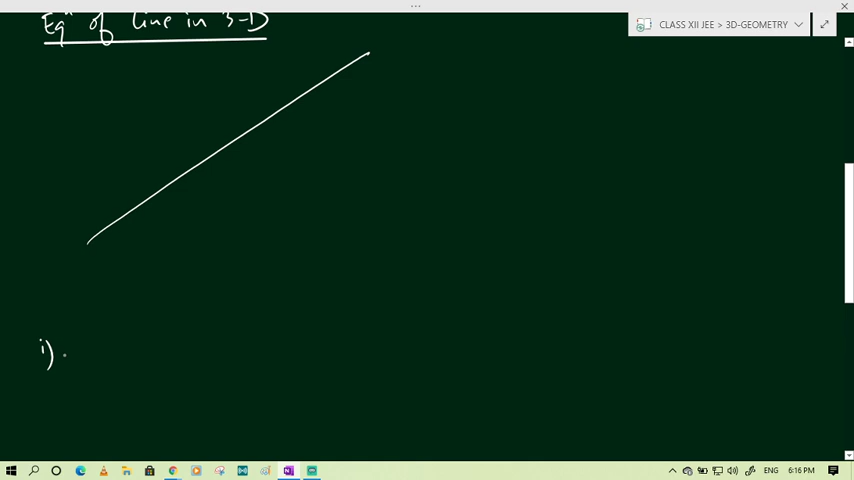 Eqⁿ of line in 3-D
CLASS XII JEE > 3D-GEOMETRY
i)
ENG
6:16 PM